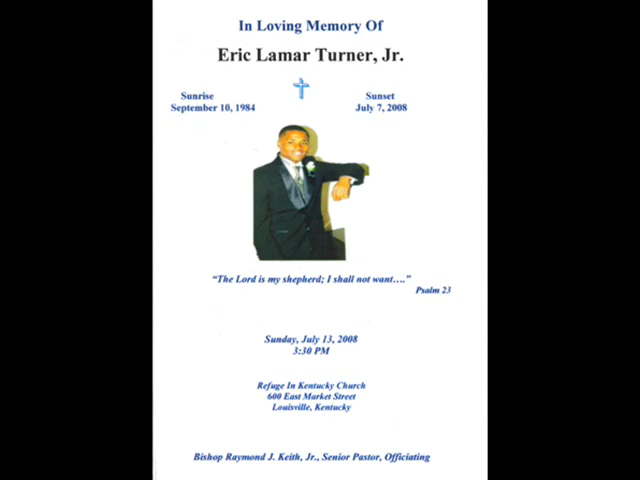 In Loving Memory Of
Eric Lamar Turner, Jr.
Sunrise
September 10, 1984
Sunset
July 7, 2008
“The Lord is my shepherd; I shall not want….”
Psalm 23
Sunday, July 13, 2008
3:30 PM
Refuge In Kentucky Church
600 East Market Street
Louisville, Kentucky
Bishop Raymond J. Keith, Jr., Senior Pastor, Officiating